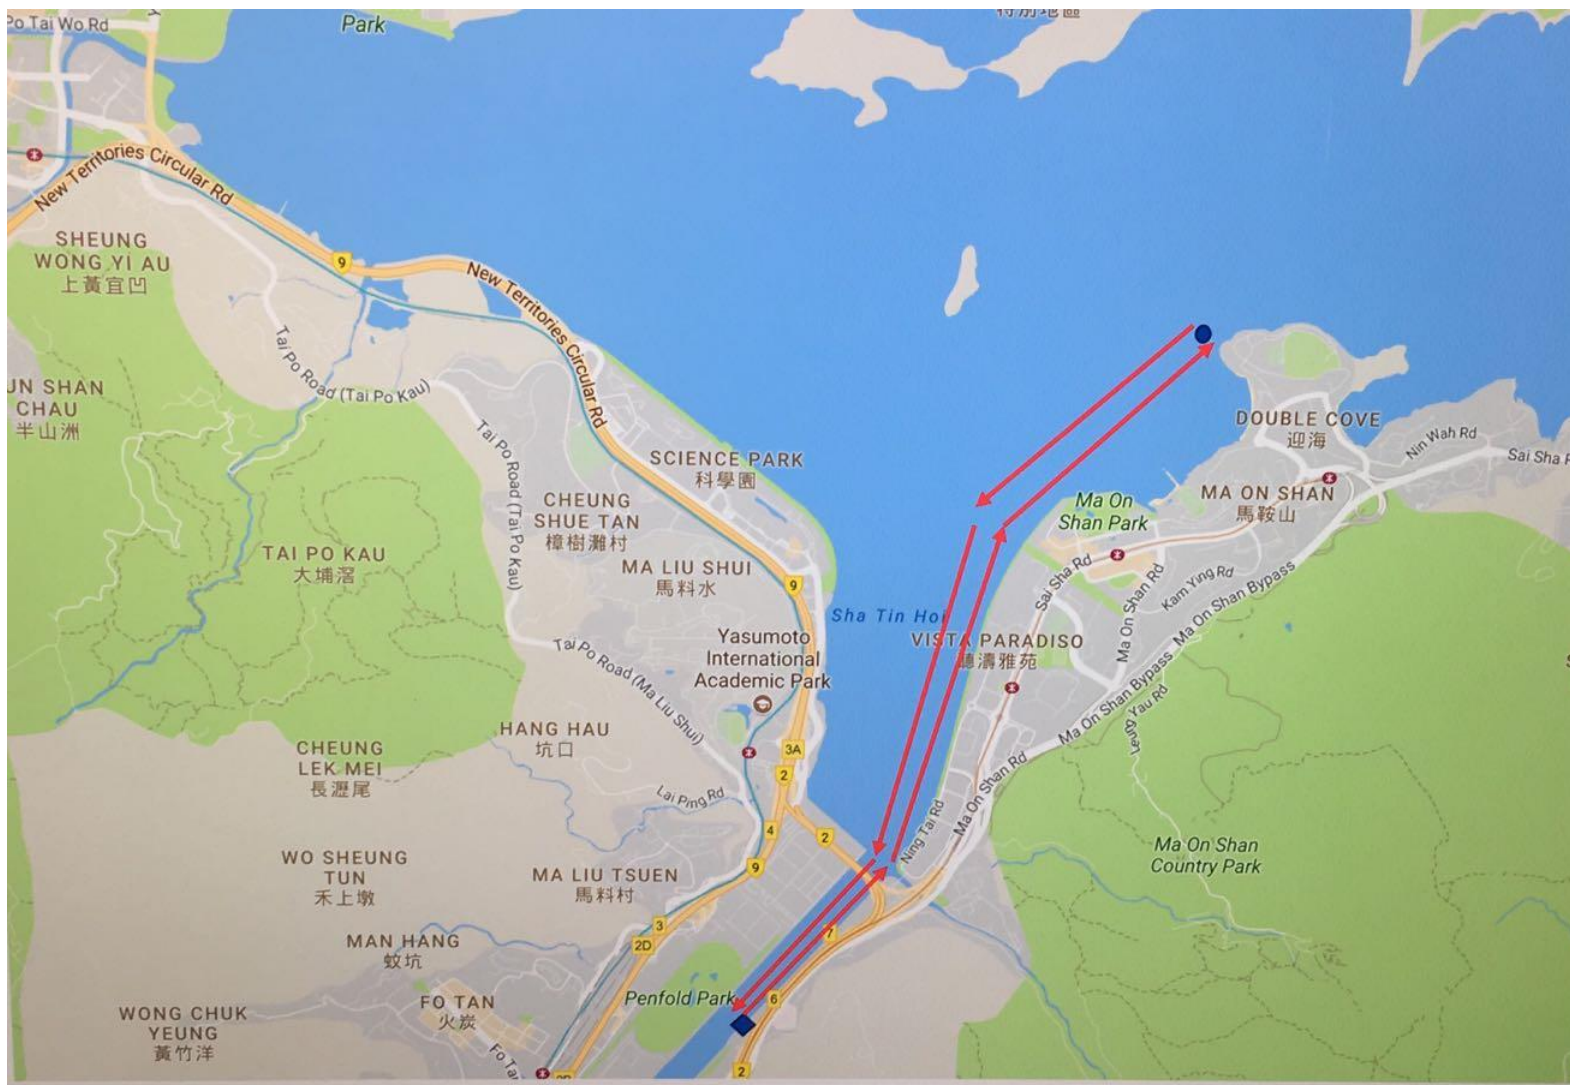 Po Tai Wo Rd
Park
特別地區
New Territories Circular Rd
SHEUNG
WONG YI AU
上黃宜凹
9
New Territories Circular Rd
Tai Po Road (Tai Po Kau)
UN SHAN
CHAU
半山洲
Tai Po Road (Tai Po Kau)
DOUBLE COVE
迎海
Nin Wah Rd
Sai Sha R
SCIENCE PARK
科學園
MA ON SHAN
馬鞍山
Ma On
Shan Park
CHEUNG
SHUE TAN
樟樹灘村
TAI PO KAU
大埔滘
MA LIU SHUI
馬料水
9
Sai Sha Rd
Ma On Shan Rd
Kam Ying Rd
Ma On Shan Bypass
Sha Tin Hoi
VISTA PARADISO
聽濤雅苑
Yasumoto
International
Academic Park
Tai Po Road (Ma Liu Shui)
Ma On Shan Bypass
HANG HAU
坑口
CHEUNG
LEK MEI
長瀝尾
3A
2
Lai Ping Rd
4
2
Ning Tai Rd
Ma On Shan Rd
Ma On Shan
Country Park
WO SHEUNG
TUN
禾上墩
9
MA LIU TSUEN
馬料村
3
2D
7
MAN HANG
蚊坑
Penfold Park
6
FO TAN
火炭
WONG CHUK
YEUNG
黃竹洋
Fo Tan
2